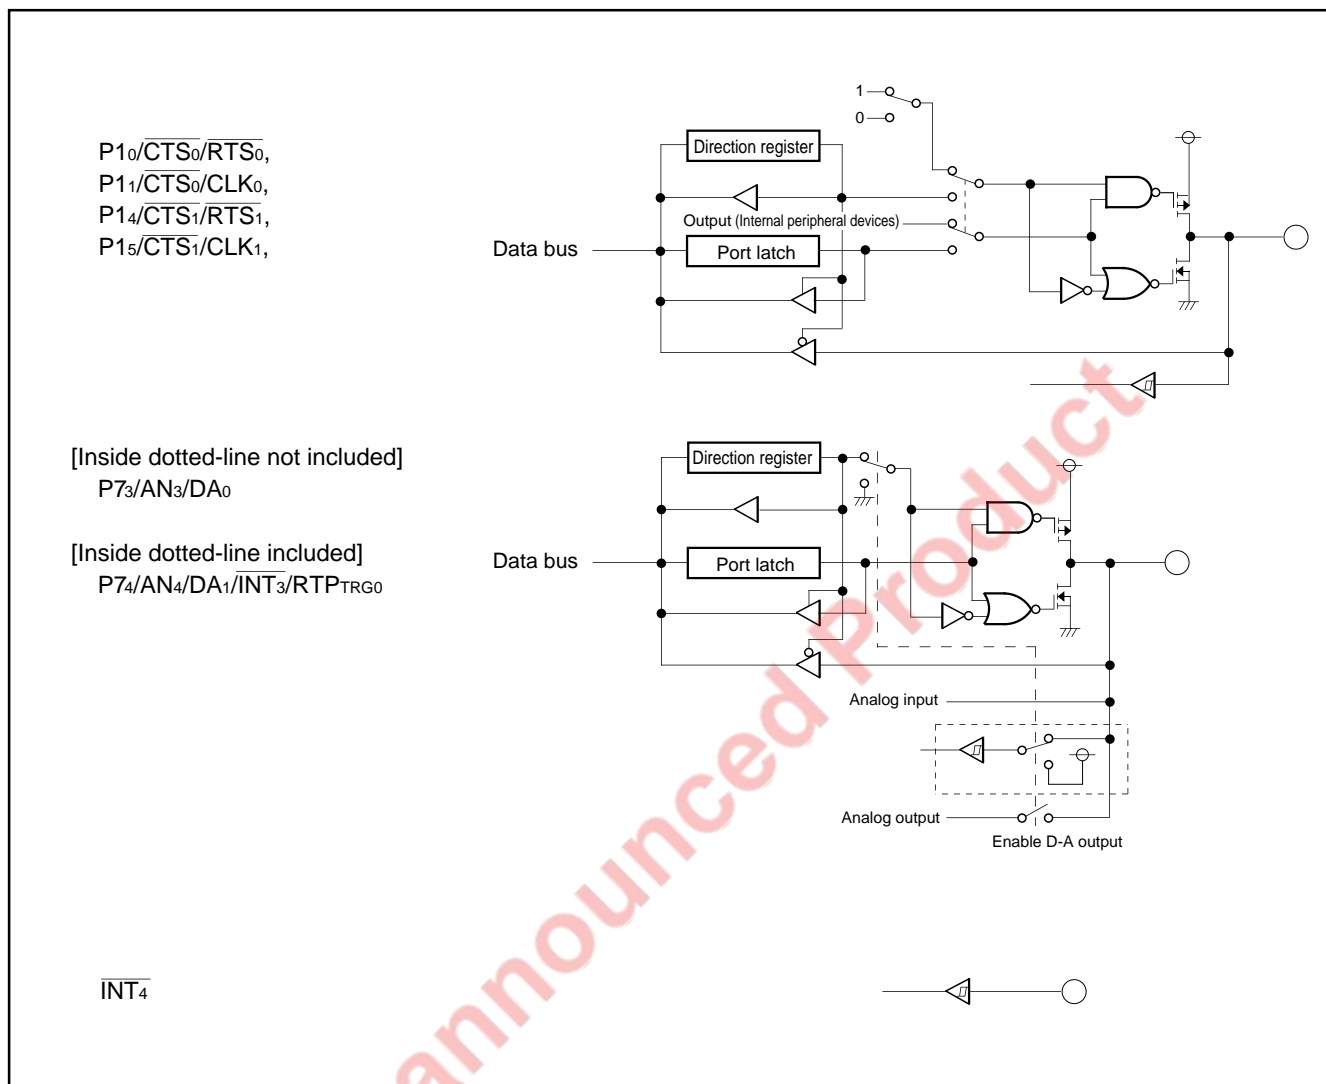 1
0
P10/CTS0/RTS0,
P11/CTS0/CLK0,
P14/CTS1/RTS1,
P15/CTS1/CLK1,
Direction register
Output (Internal peripheral devices)
Data bus
Port latch
[Inside dotted-line not included]
P73/AN3/DA0
[Inside dotted-line included]
P74/AN4/DA1/INT3/RTPTRG0
Direction register
Data bus
Port latch
Analog input
Analog output
Enable D-A output
INT4
announced Product